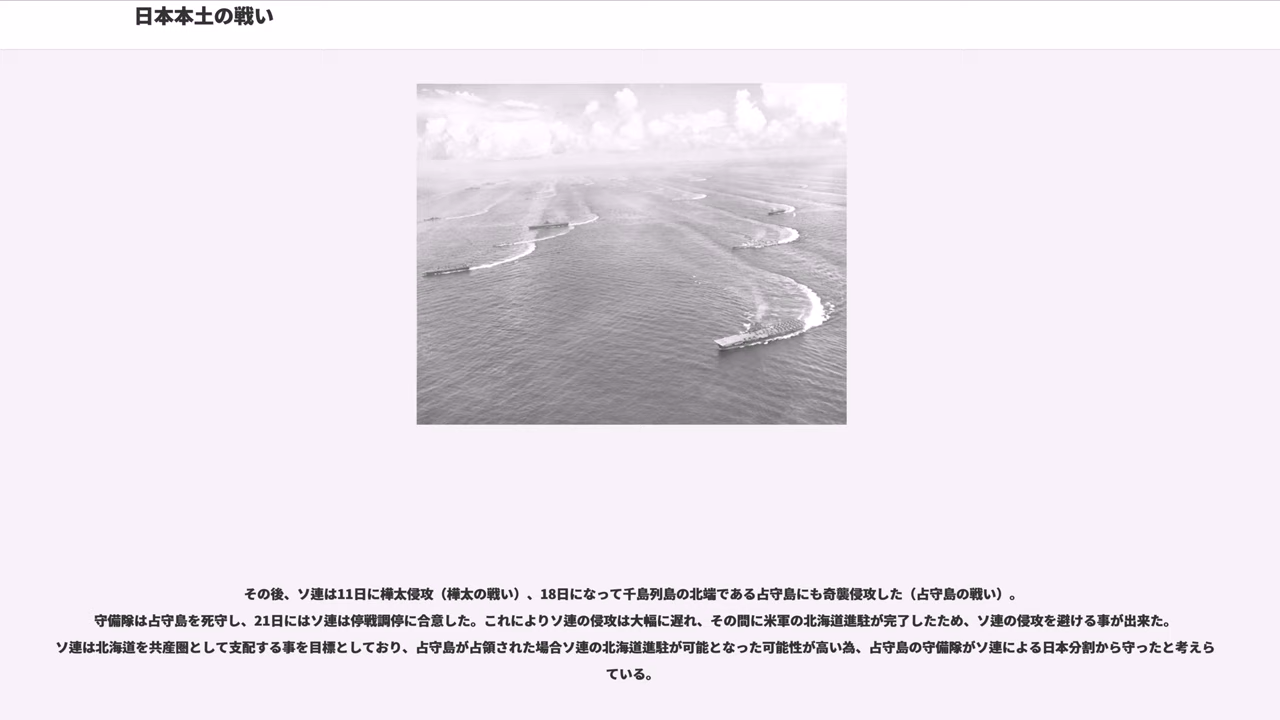 日本本土の戦い
その後、ソ連は11日に樺太侵攻（樺太の戦い）、18日になって千島列島の北端である占守島にも奇襲侵攻した（占守島の戦い）。
守備隊は占守島を死守し、21日にはソ連は停戦調停に合意した。これによりソ連の侵攻は大幅に遅れ、その間に米軍の北海道進駐が完了したため、ソ連の侵攻を避ける事が出来た。
ソ連は北海道を共産圏として支配する事を目標としており、占守島が占領された場合ソ連の北海道進駐が可能となった可能性が高い為、占守島の守備隊がソ連による日本分割から守ったと考えら
ている。